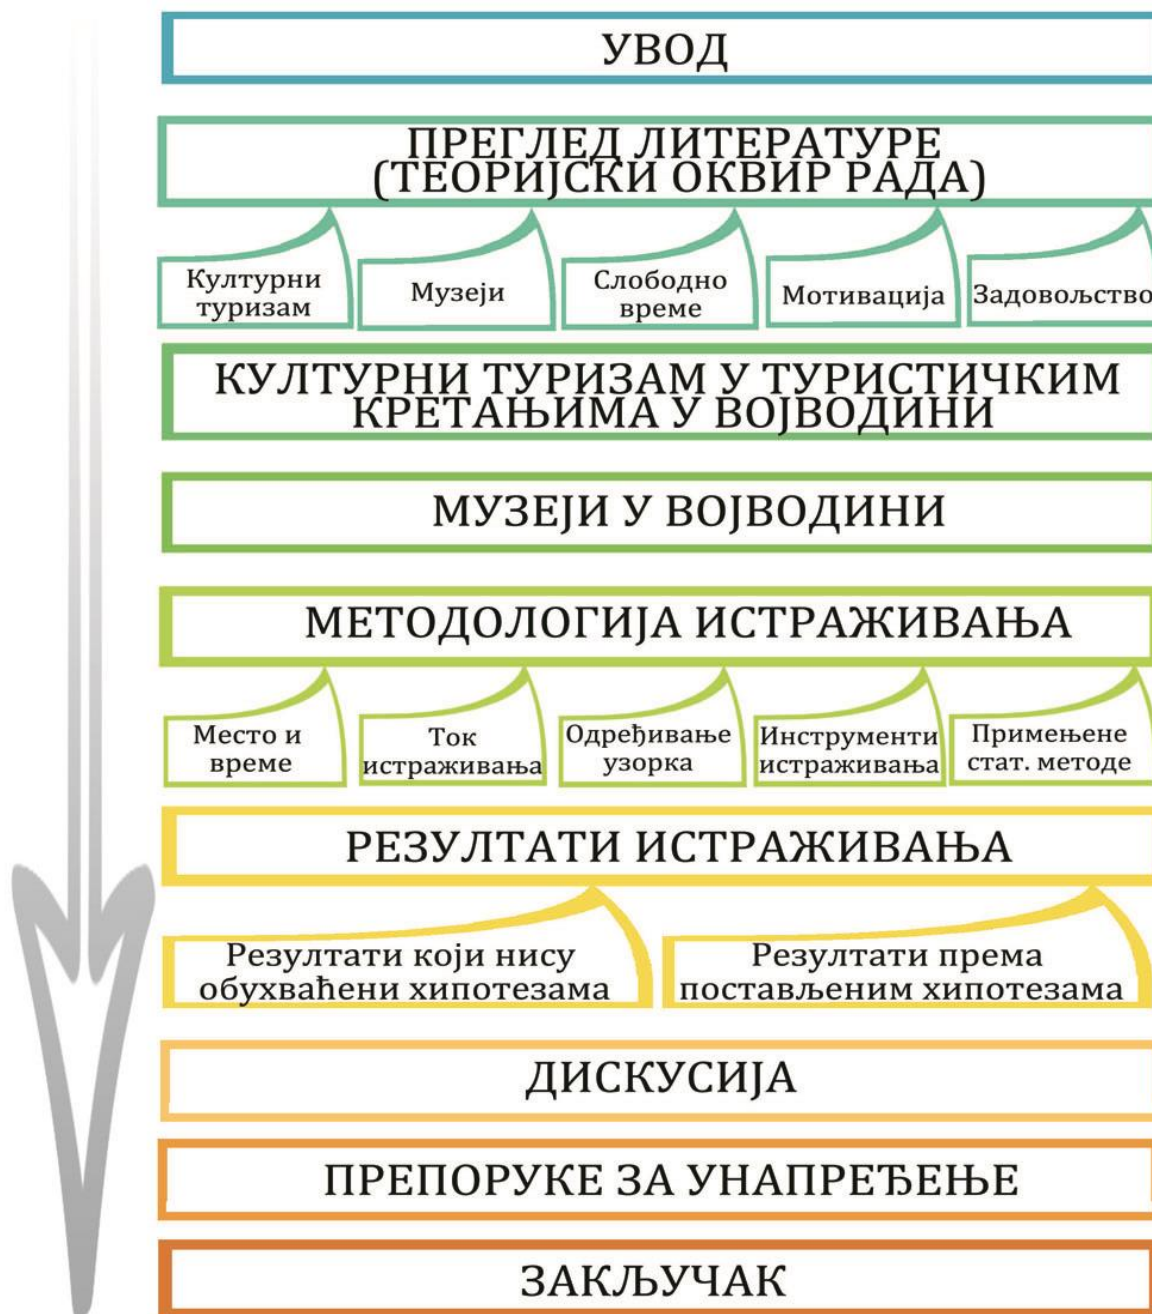 УВОД
ПРЕГЛЕД ЛИТЕРАТУРЕ
(ТЕОРИЈСКИ ОКВИР РАДА)
Културни
туризам
Музеји
Слободно
време
Мотивација
Задовољство
КУЛТУРНИ ТУРИЗАМ У ТУРИСТИЧКИМ
КРЕТАЊИМА У ВОЈВОДИНИ
МУЗЕЈИ У ВОЈВОДИНИ
МЕТОДОЛОГИЈА ИСТРАЖИВАЊА
Место и
време
Ток
истраживања
Одређивање
узорка
Инструменти
истраживања
Примењене
стат. методе
РЕЗУЛТАТИ ИСТРАЖИВАЊА
Резултати који нису
обухваћени хипотезама
Резултати према
постављеним хипотезама
ДИСКУСИЈА
ПРЕПОРУКЕ ЗА УНАПРЕЂЕЊЕ
ЗАКЉУЧАК